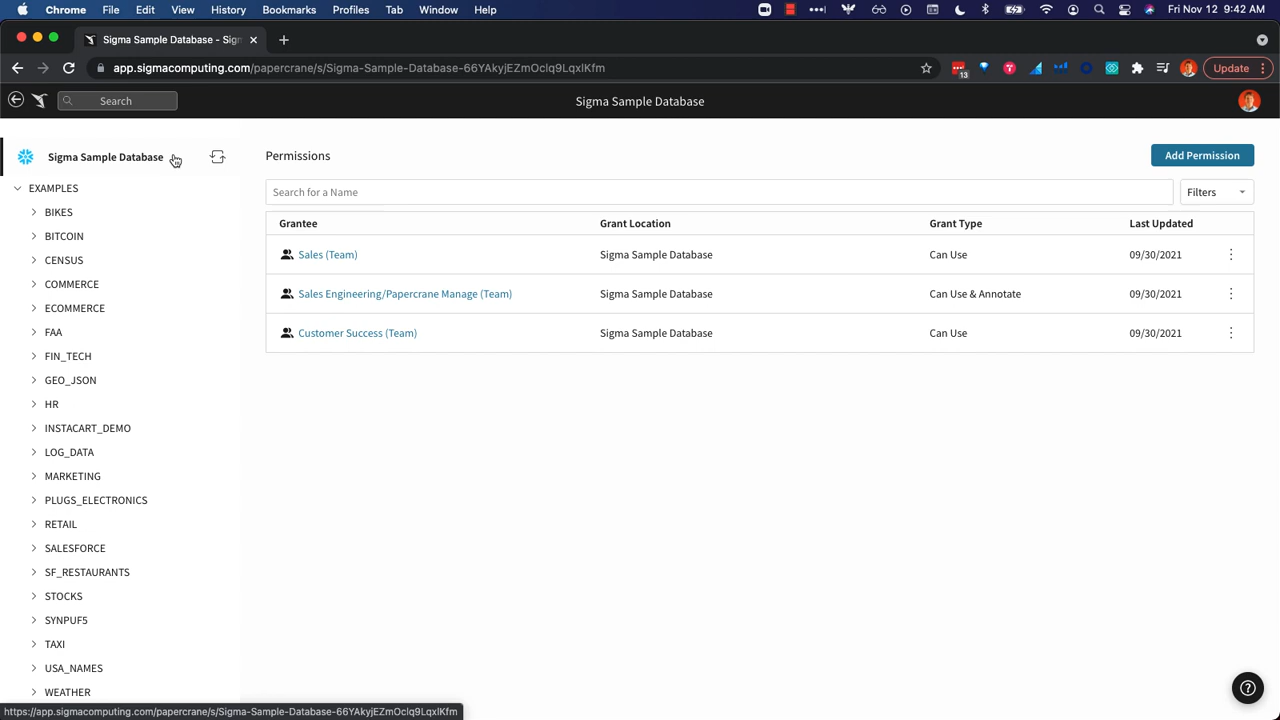 Chrome File Edit View History Bookmarks Profiles Tab Window Help Fri Nov 12 9:42 AM
Sigma Sample Database - Sigm
app.sigmacomputing.com/papercrane/s/Sigma-Sample-Database-66YAkyjEZmOclq9LqxlKfm 13 Update
Search Sigma Sample Database
Sigma Sample Database Permissions Add Permission
EXAMPLES
Search for a Name Filters
BIKES
Grantee Grant Location Grant Type Last Updated
BITCOIN
Sales (Team) Sigma Sample Database Can Use 09/30/2021
CENSUS
COMMERCE
Sales Engineering/Papercrane Manage (Team) Sigma Sample Database Can Use & Annotate 09/30/2021
ECOMMERCE
FAA
Customer Success (Team) Sigma Sample Database Can Use 09/30/2021
FIN_TECH
GEO_JSON
HR
INSTACART_DEMO
LOG_DATA
MARKETING
PLUGS_ELECTRONICS
RETAIL
SALESFORCE
SF_RESTAURANTS
STOCKS
SYNPUF5
TAXI
USA_NAMES
WEATHER
https://app.sigmacomputing.com/papercrane/s/Sigma-Sample-Database-66YAkyjEZmOclq9LqxlKfm